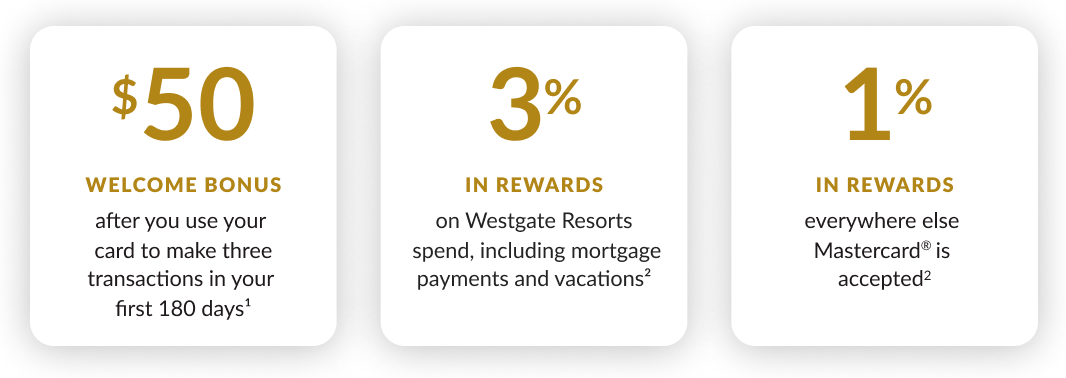 $50
WELCOME BONUS
after you use your
card to make three
transactions in your
first 180 days¹
3%
IN REWARDS
on Westgate Resorts
spend, including mortgage
payments and vacations²
1%
IN REWARDS
everywhere else
Mastercard® is
accepted2